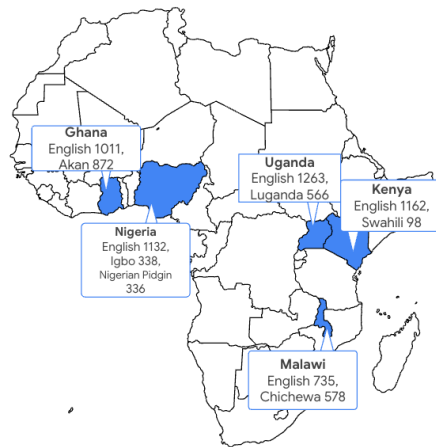 Ghana
English 1011,
Akan 872
Uganda
English 1263,
Luganda 566
Kenya
English 1162,
Swahili 98
Nigeria
English 1132,
Igbo 338,
Nigerian Pidgin
336
Malawi
English 735,
Chichewa 578